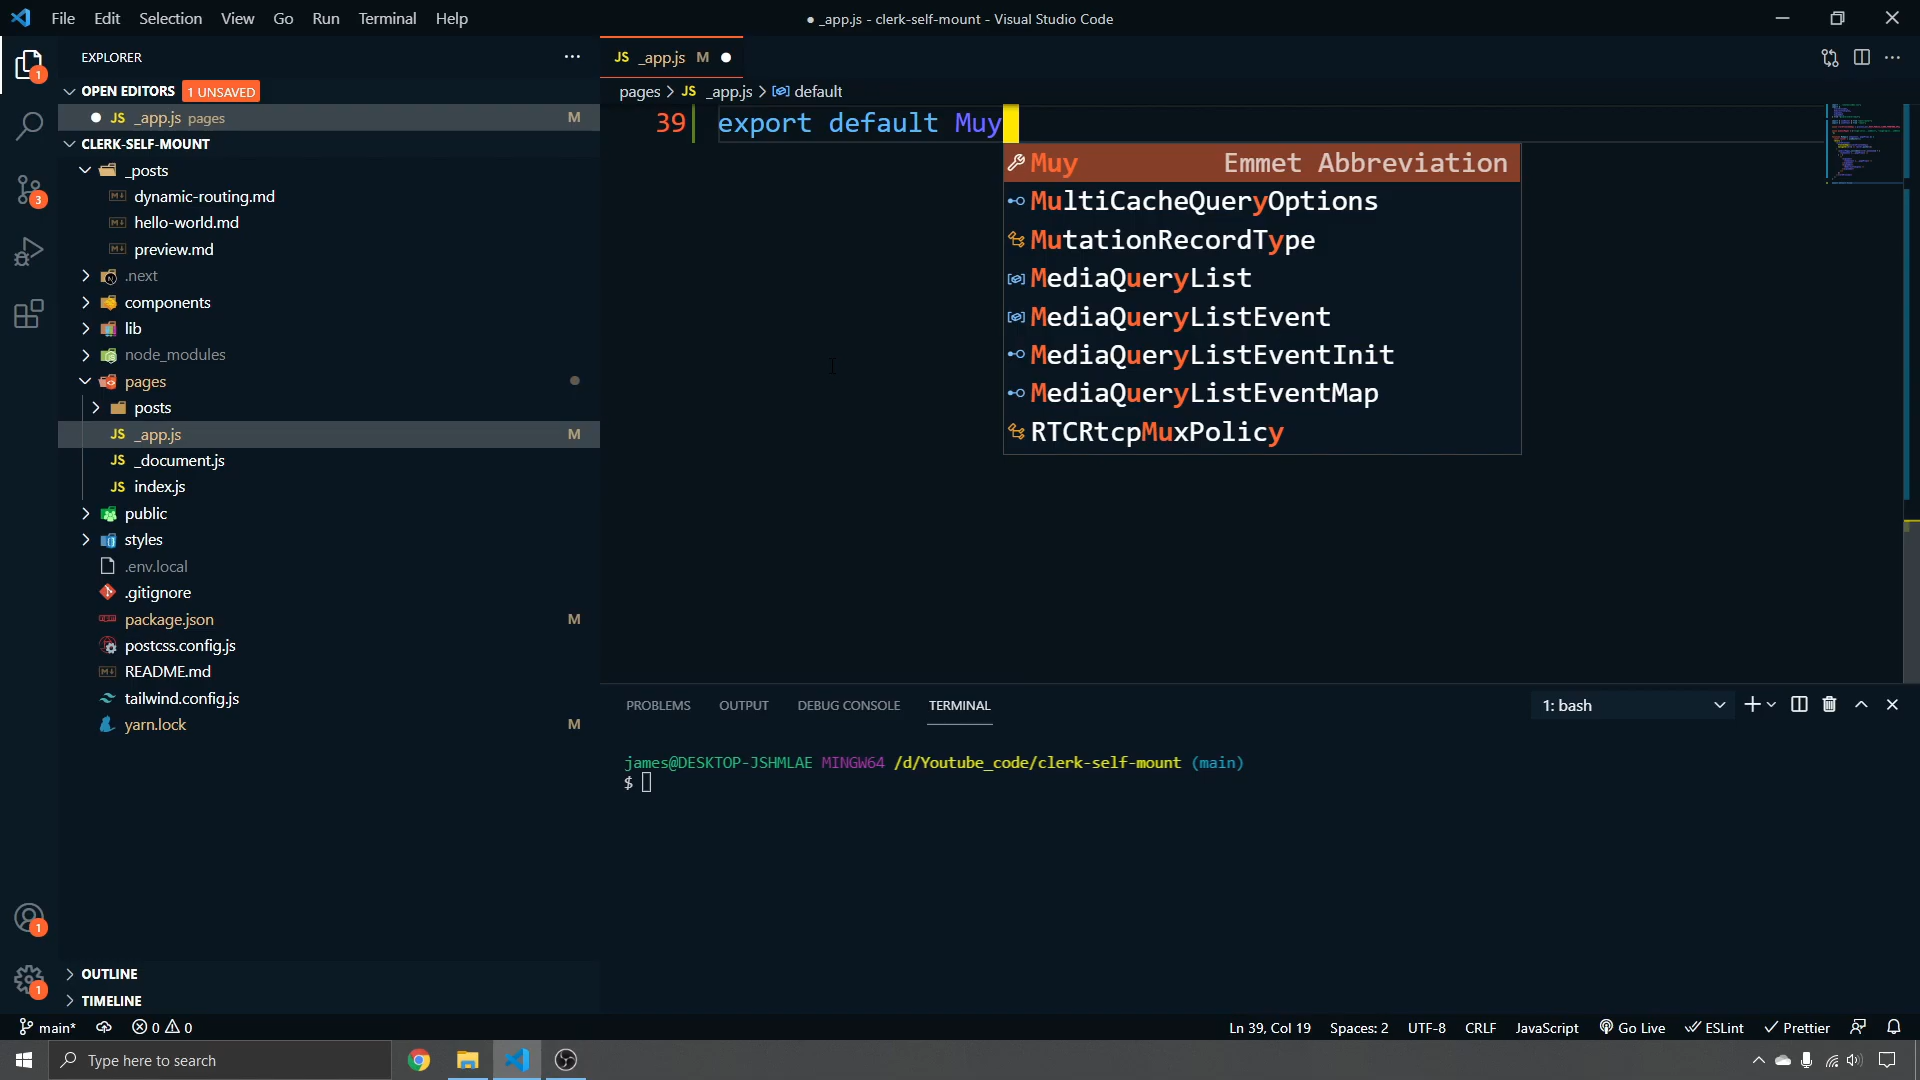 File Edit Selection View Go Run Terminal Help
● _app.js - clerk-self-mount - Visual Studio Code
EXPLORER
OPEN EDITORS 1 UNSAVED
JS _app.js pages M
CLERK-SELF-MOUNT
_posts
dynamic-routing.md
hello-world.md
preview.md
.next
components
lib
node_modules
pages
posts
JS _app.js M
JS _document.js
JS index.js
public
styles
.env.local
.gitignore
package.json M
postcss.config.js
README.md
tailwind.config.js
yarn.lock M
OUTLINE
TIMELINE
1
3
1
1
JS _app.js M
pages > JS _app.js > default
39 export default Muy
Muy Emmet Abbreviation
MultiCacheQueryOptions
MutationRecordType
MediaQueryList
MediaQueryListEvent
MediaQueryListEventInit
MediaQueryListEventMap
RTCRtcpMuxPolicy
PROBLEMS OUTPUT DEBUG CONSOLE TERMINAL 1: bash
james@DESKTOP-JSHMLAE MINGW64 /d/Youtube_code/clerk-self-mount (main)
$
main* 0 0 Ln 39, Col 19 Spaces: 2 UTF-8 CRLF JavaScript Go Live ESLint Prettier
Type here to search